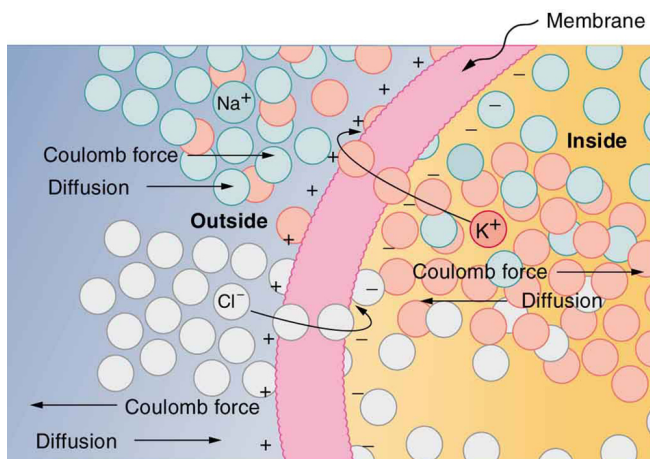 Membrane
Na⁺
Inside
Coulomb force
Diffusion
Outside
K⁺
Coulomb force
Diffusion
Cl⁻
Coulomb force
Diffusion
+ + + + + + + + + +
− − − − − − − − − −